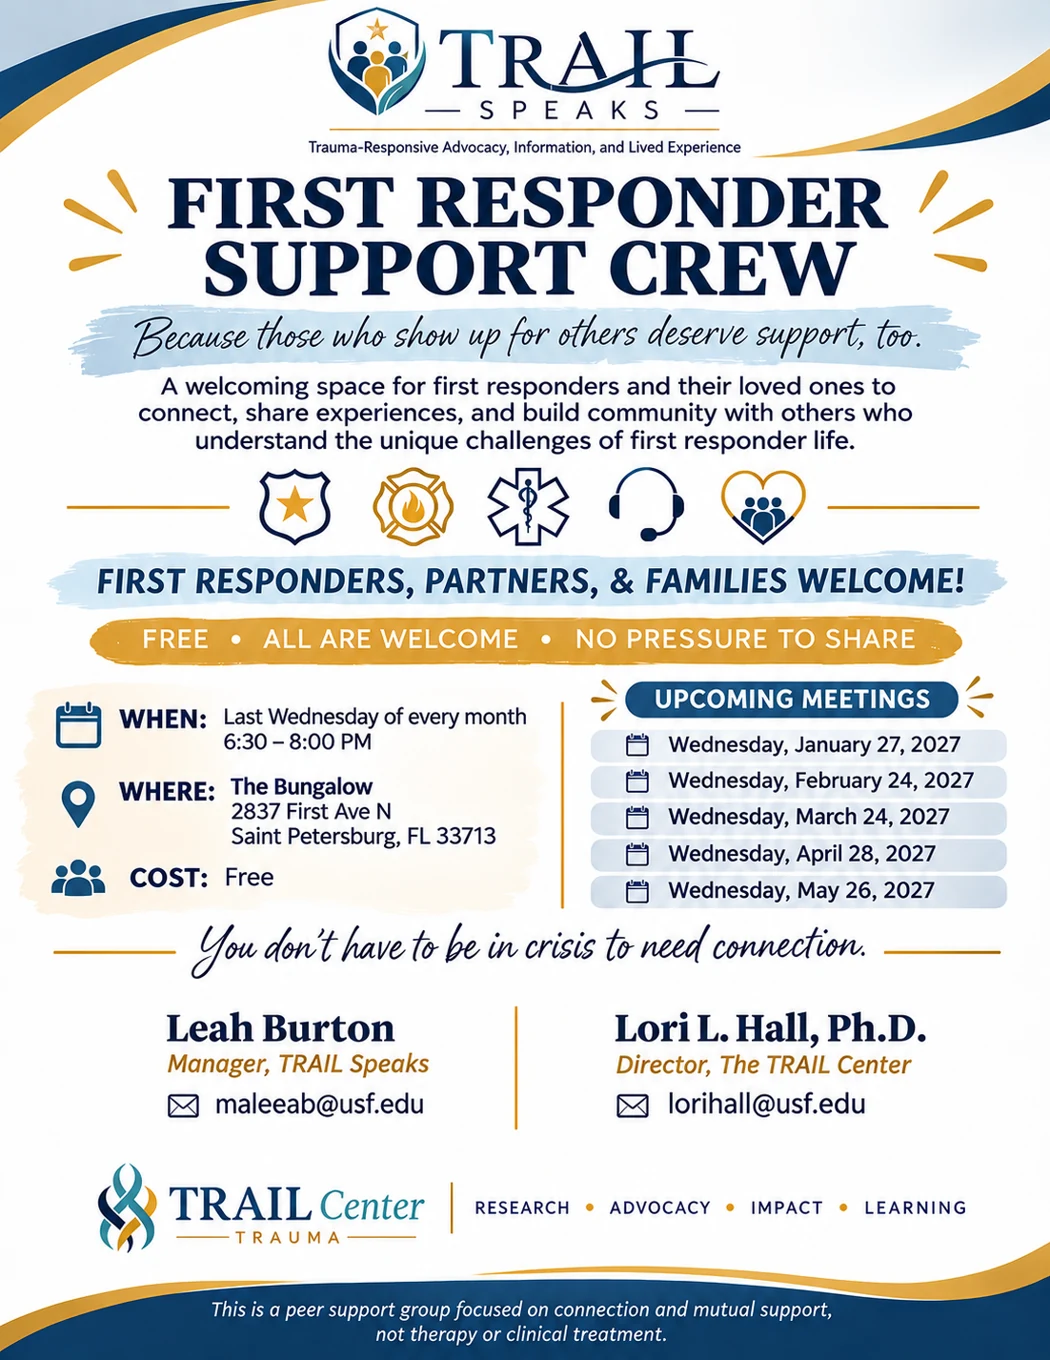 TRAIL
SPEAKS
Trauma-Responsive Advocacy, Information, and Lived Experience
FIRST RESPONDER
SUPPORT CREW
Because those who show up for others deserve support, too.
A welcoming space for first responders and their loved ones to
connect, share experiences, and build community with others who
understand the unique challenges of first responder life.
FIRST RESPONDERS, PARTNERS, & FAMILIES WELCOME!
FREE • ALL ARE WELCOME • NO PRESSURE TO SHARE
WHEN: Last Wednesday of every month
6:30 – 8:00 PM
WHERE: The Bungalow
2837 First Ave N
Saint Petersburg, FL 33713
COST: Free
UPCOMING MEETINGS
Wednesday, January 27, 2027
Wednesday, February 24, 2027
Wednesday, March 24, 2027
Wednesday, April 28, 2027
Wednesday, May 26, 2027
You don't have to be in crisis to need connection.
Leah Burton
Manager, TRAIL Speaks
maleeab@usf.edu
Lori L. Hall, Ph.D.
Director, The TRAIL Center
lorihall@usf.edu
TRAIL Center
TRAUMA
RESEARCH • ADVOCACY • IMPACT • LEARNING
This is a peer support group focused on connection and mutual support,
not therapy or clinical treatment.